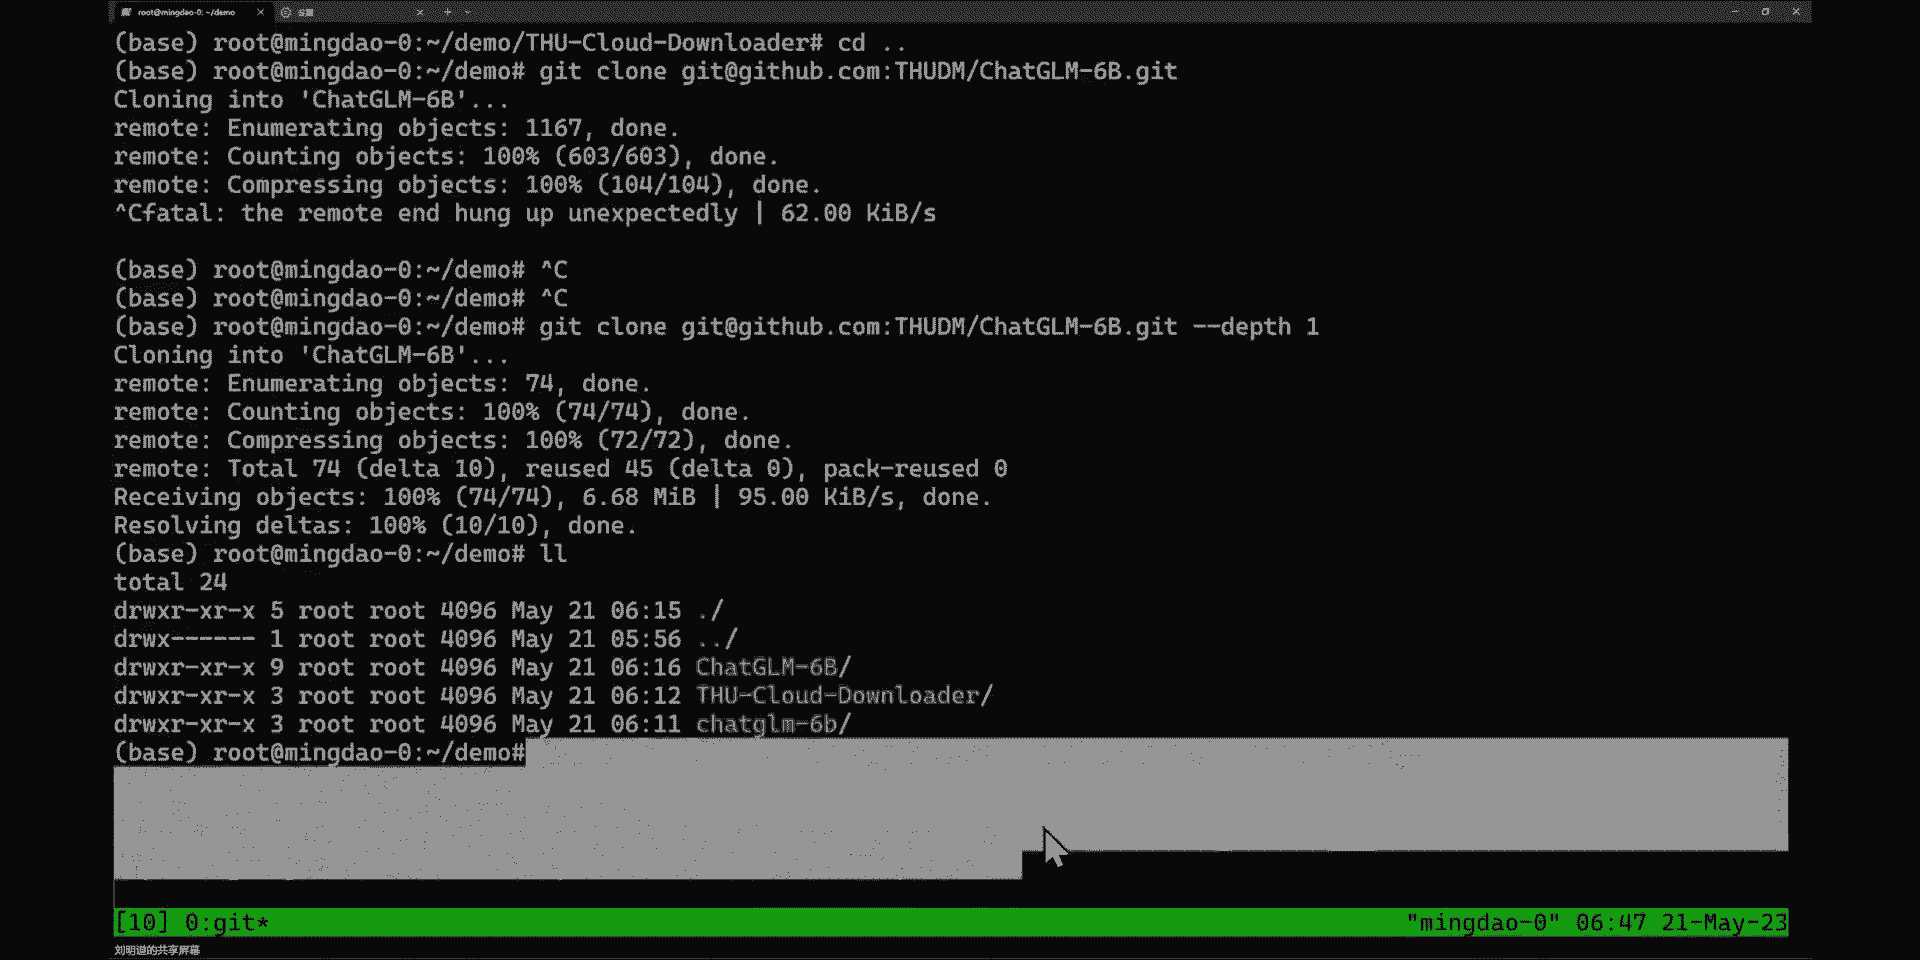 root@mingdao-0: ~/demo
(base) root@mingdao-0:~/demo/THU-Cloud-Downloader# cd ..
(base) root@mingdao-0:~/demo# git clone git@github.com:THUDM/ChatGLM-6B.git
Cloning into 'ChatGLM-6B'...
remote: Enumerating objects: 1167, done.
remote: Counting objects: 100% (603/603), done.
remote: Compressing objects: 100% (104/104), done.
^Cfatal: the remote end hung up unexpectedly | 62.00 KiB/s
(base) root@mingdao-0:~/demo# ^C
(base) root@mingdao-0:~/demo# ^C
(base) root@mingdao-0:~/demo# git clone git@github.com:THUDM/ChatGLM-6B.git --depth 1
Cloning into 'ChatGLM-6B'...
remote: Enumerating objects: 74, done.
remote: Counting objects: 100% (74/74), done.
remote: Compressing objects: 100% (72/72), done.
remote: Total 74 (delta 10), reused 45 (delta 0), pack-reused 0
Receiving objects: 100% (74/74), 6.68 MiB | 95.00 KiB/s, done.
Resolving deltas: 100% (10/10), done.
(base) root@mingdao-0:~/demo# ll
total 24
drwxr-xr-x 5 root root 4096 May 21 06:15 ./
drwx------ 1 root root 4096 May 21 05:56 ../
drwxr-xr-x 9 root root 4096 May 21 06:16 ChatGLM-6B/
drwxr-xr-x 3 root root 4096 May 21 06:12 THU-Cloud-Downloader/
drwxr-xr-x 3 root root 4096 May 21 06:11 chatglm-6b/
(base) root@mingdao-0:~/demo#
[10] 0:git* "mingdao-0" 06:47 21-May-23
刘明道的共享屏幕